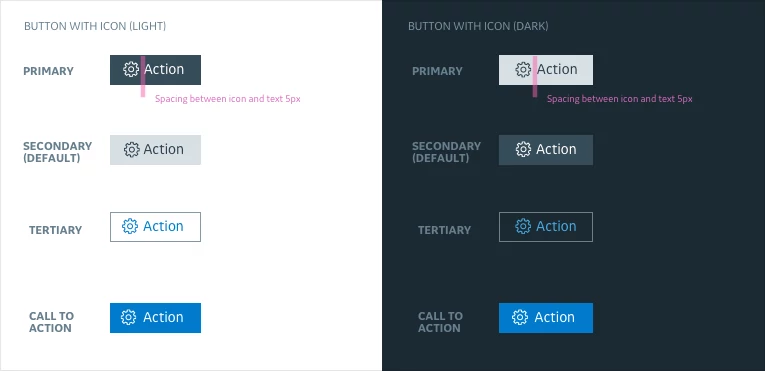 BUTTON WITH ICON (LIGHT)
PRIMARY
Action
Spacing between icon and text 5px
SECONDARY
(DEFAULT)
Action
TERTIARY
Action
CALL TO
ACTION
Action
BUTTON WITH ICON (DARK)
PRIMARY
Action
Spacing between icon and text 5px
SECONDARY
(DEFAULT)
Action
TERTIARY
Action
CALL TO
ACTION
Action